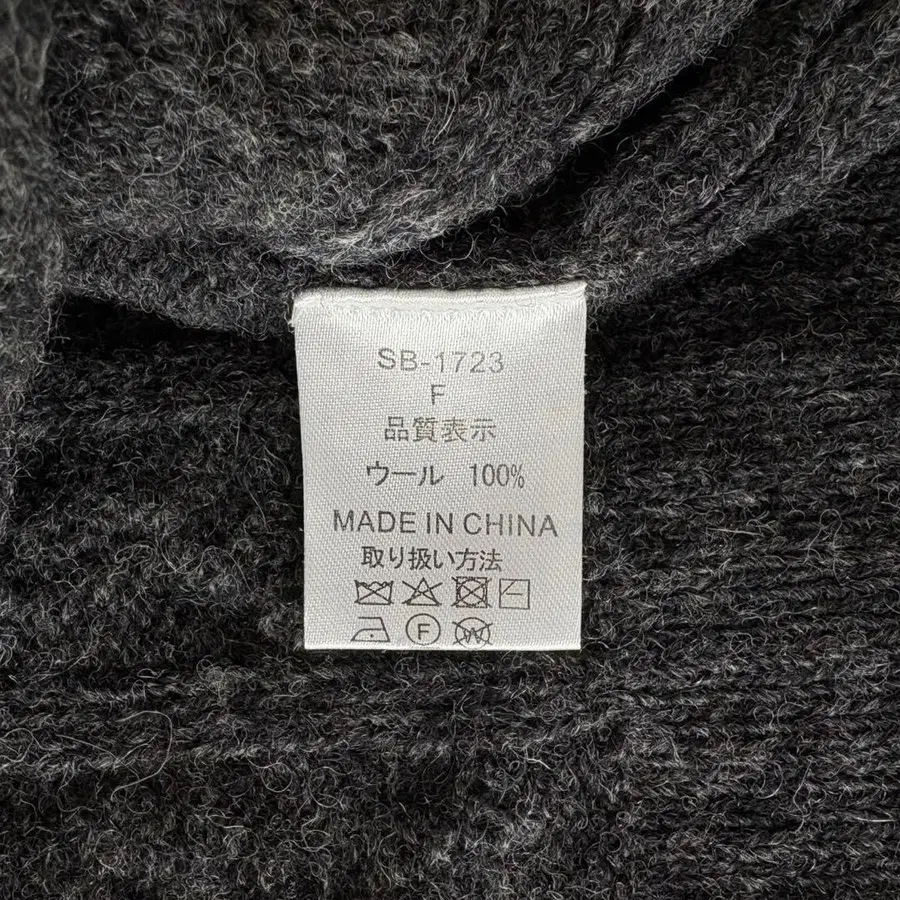 SB-1723
F
品質表示
ウール 100%
MADE IN CHINA
取り扱い方法
F W